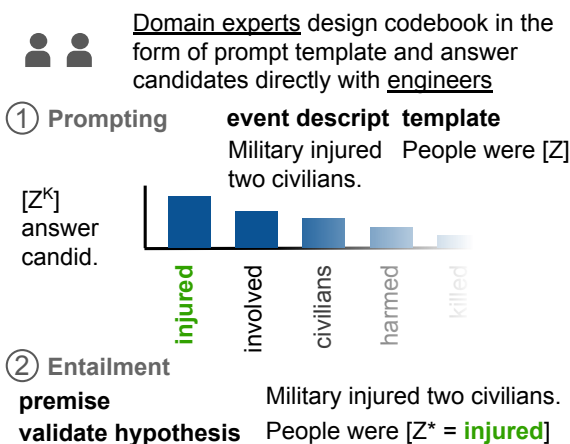 Domain experts design codebook in the
form of prompt template and answer
candidates directly with engineers
① Prompting
event descript template
Military injured People were [Z]
two civilians.
[Z^K]
answer
candid.
injured
involved
civilians
harmed
killed
② Entailment
premise Military injured two civilians.
validate hypothesis People were [Z* = injured]